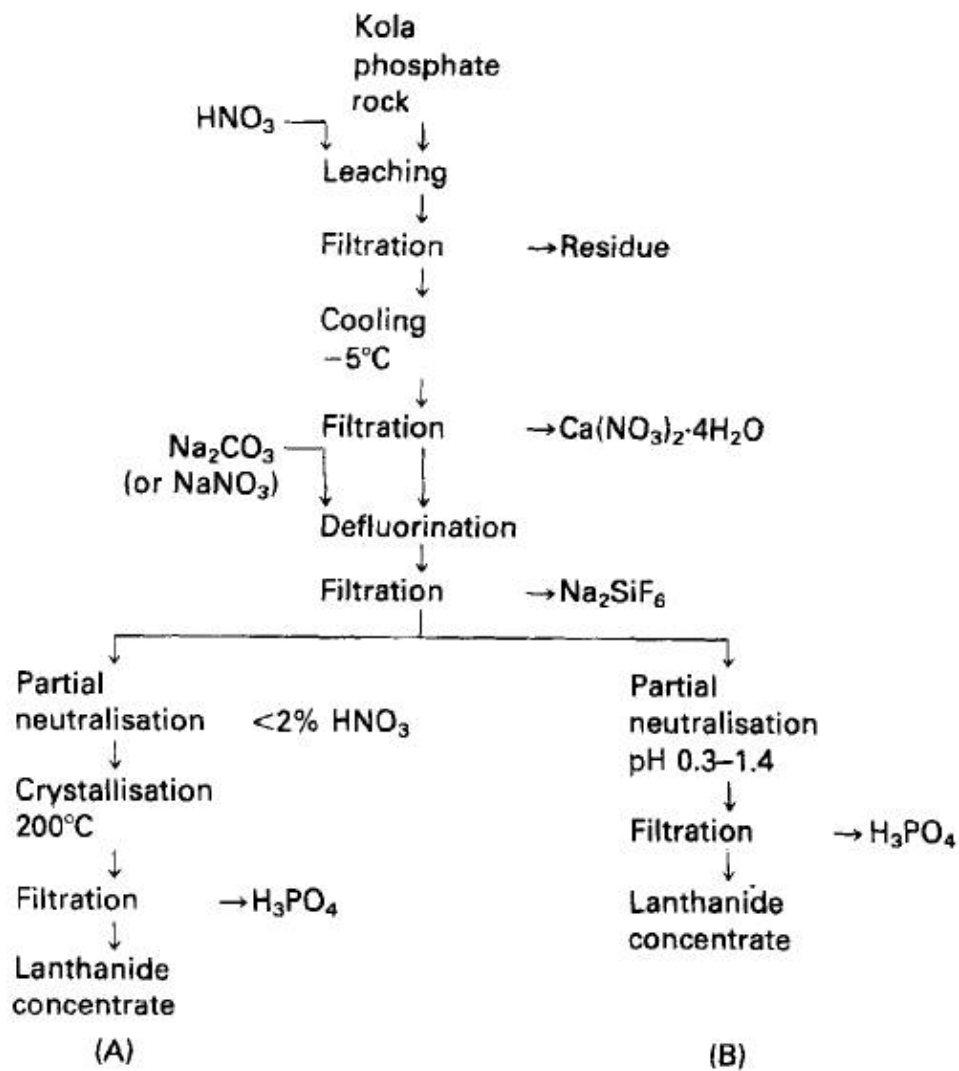 Kola
phosphate
rock
HNO₃
Leaching
Filtration →Residue
Cooling
−5°C
Filtration →Ca(NO₃)₂·4H₂O
Na₂CO₃
(or NaNO₃)
Defluorination
Filtration →Na₂SiF₆
Partial
neutralisation <2% HNO₃
Crystallisation
200°C
Filtration →H₃PO₄
Lanthanide
concentrate
(A)
Partial
neutralisation
pH 0.3–1.4
Filtration →H₃PO₄
Lanthanide
concentrate
(B)